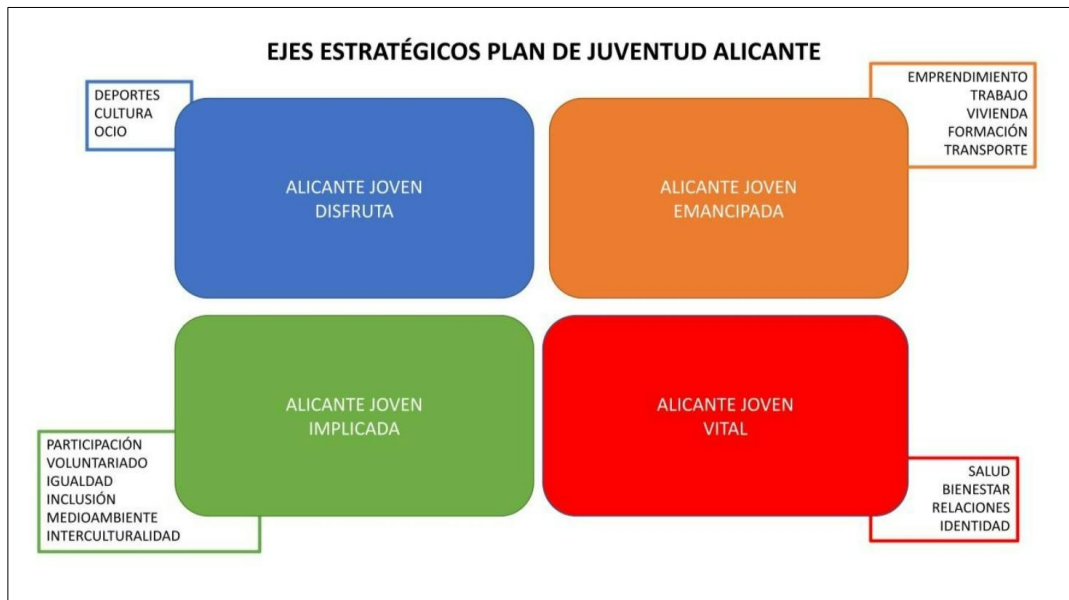 EJES ESTRATÉGICOS PLAN DE JUVENTUD ALICANTE
DEPORTES
CULTURA
OCIO
ALICANTE JOVEN
DISFRUTA
EMPRENDIMIENTO
TRABAJO
VIVIENDA
FORMACIÓN
TRANSPORTE
ALICANTE JOVEN
EMANCIPADA
ALICANTE JOVEN
IMPLICADA
PARTICIPACIÓN
VOLUNTARIADO
IGUALDAD
INCLUSIÓN
MEDIOAMBIENTE
INTERCULTURALIDAD
ALICANTE JOVEN
VITAL
SALUD
BIENESTAR
RELACIONES
IDENTIDAD